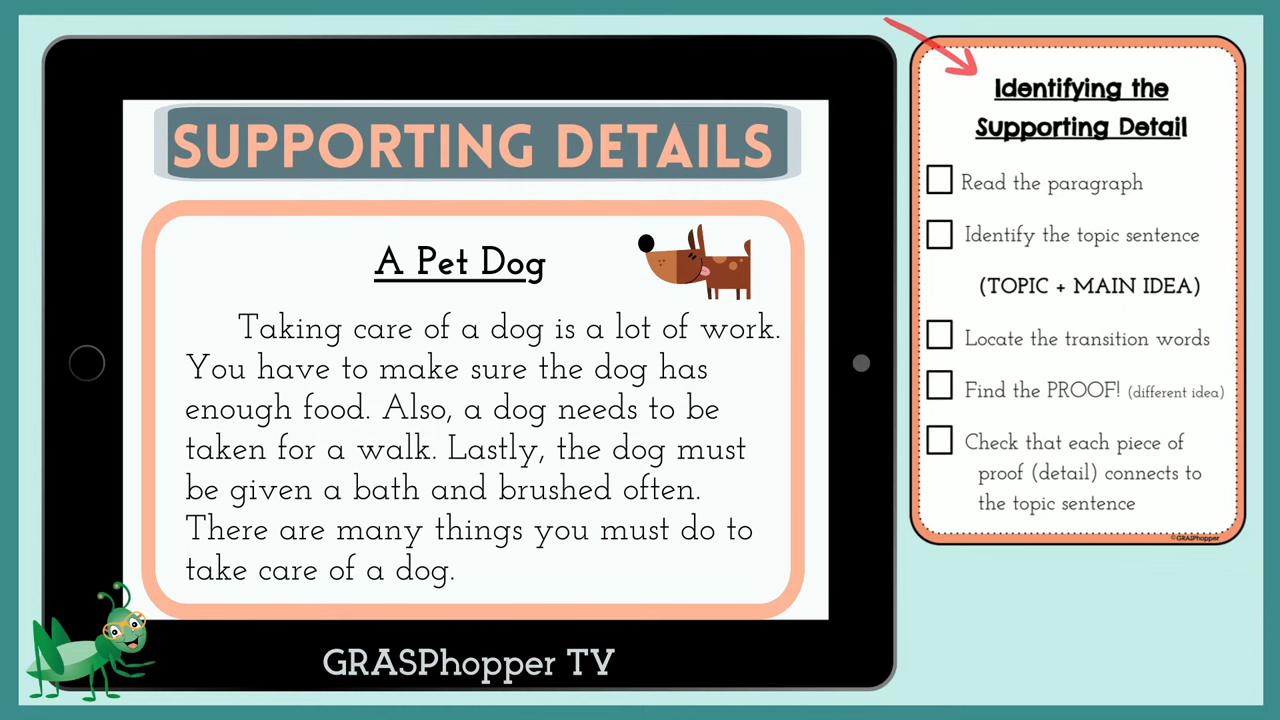 SUPPORTING DETAILS
A Pet Dog
Taking care of a dog is a lot of work.
You have to make sure the dog has
enough food. Also, a dog needs to be
taken for a walk. Lastly, the dog must
be given a bath and brushed often.
There are many things you must do to
take care of a dog.
GRASPhopper TV
Identifying the
Supporting Detail
Read the paragraph
Identify the topic sentence
(TOPIC + MAIN IDEA)
Locate the transition words
Find the PROOF! (different idea)
Check that each piece of
proof (detail) connects to
the topic sentence
©GRASPhopper